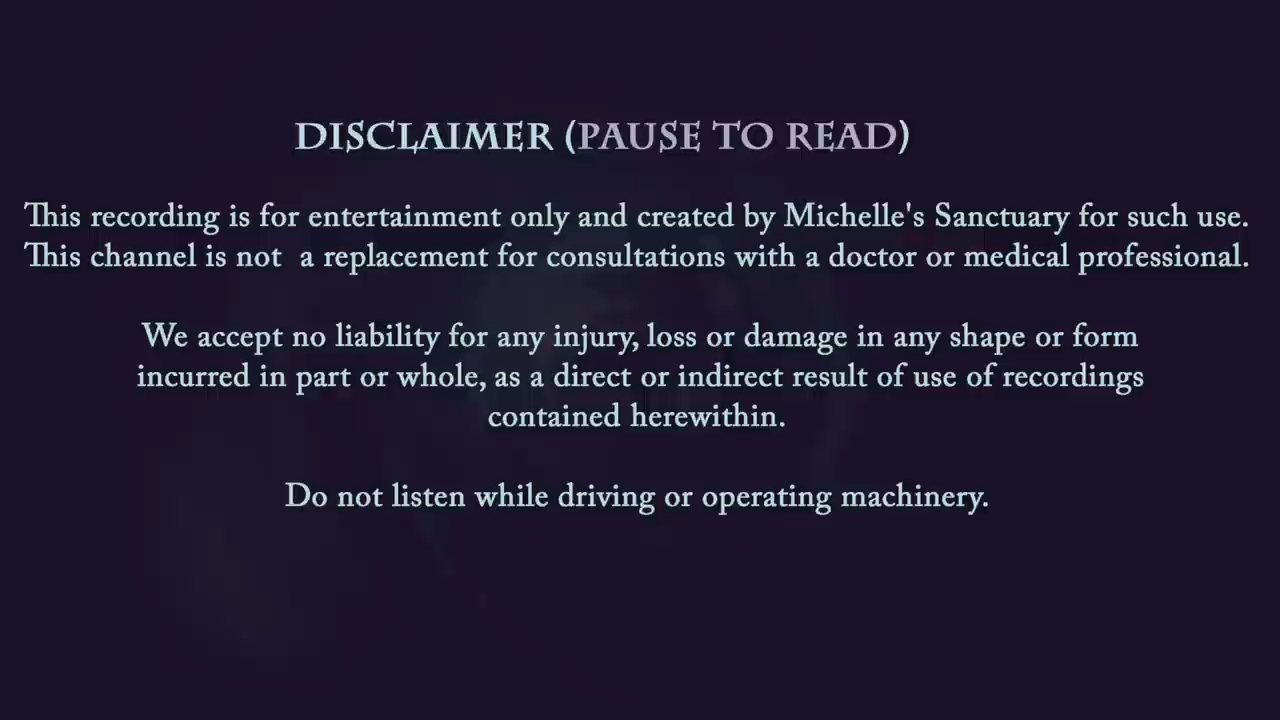 DISCLAIMER (PAUSE TO READ)
This recording is for entertainment only and created by Michelle's Sanctuary for such use.
This channel is not  a replacement for consultations with a doctor or medical professional.
We accept no liability for any injury, loss or damage in any shape or form
incurred in part or whole, as a direct or indirect result of use of recordings
contained herewithin.
Do not listen while driving or operating machinery.